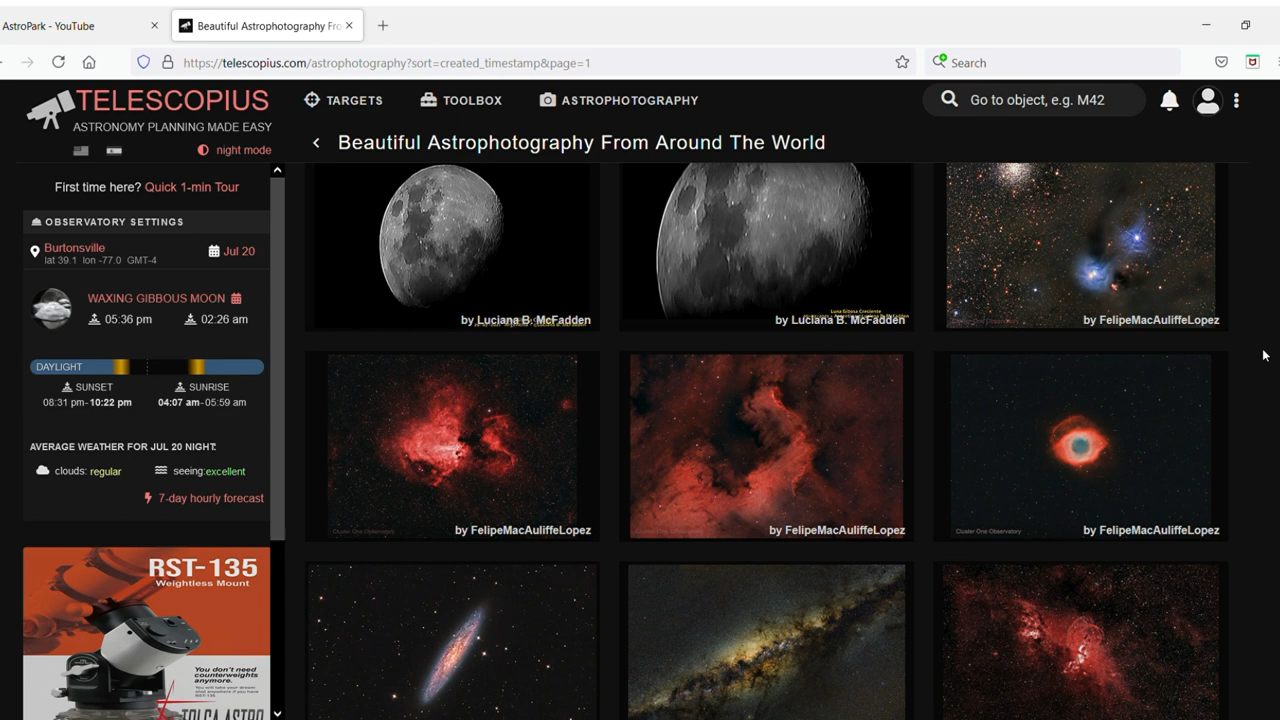 AstroPark - YouTube
Beautiful Astrophotography Fro
https://telescopius.com/astrophotography?sort=created_timestamp&page=1
Search
TELESCOPIUS
ASTRONOMY PLANNING MADE EASY
night mode
TARGETS
TOOLBOX
ASTROPHOTOGRAPHY
Go to object, e.g. M42
Beautiful Astrophotography From Around The World
First time here? Quick 1-min Tour
OBSERVATORY SETTINGS
Burtonsville
lat 39.1 lon -77.0 GMT-4
Jul 20
WAXING GIBBOUS MOON
05:36 pm
02:26 am
DAYLIGHT
SUNSET
08:31 pm-10:22 pm
SUNRISE
04:07 am-05:59 am
AVERAGE WEATHER FOR JUL 20 NIGHT:
clouds: regular
seeing:excellent
7-day hourly forecast
RST-135
Weightless Mount
You don't need
counterweights
anymore.
by Luciana B. McFadden
Luna Gibosa Creciente
by Luciana B. McFadden
by FelipeMacAuliffeLopez
by FelipeMacAuliffeLopez
by FelipeMacAuliffeLopez
Cluster One Observatory
by FelipeMacAuliffeLopez